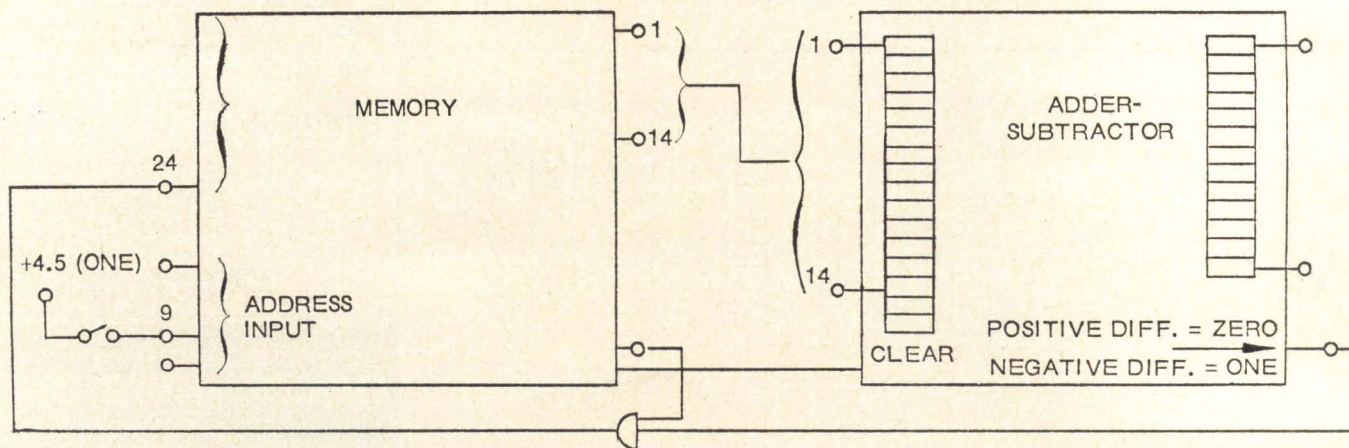 MEMORY
1
14
24
+4.5 (ONE)
9
ADDRESS
INPUT
1
14
ADDER-
SUBTRACTOR
CLEAR
POSITIVE DIFF. = ZERO
NEGATIVE DIFF. = ONE